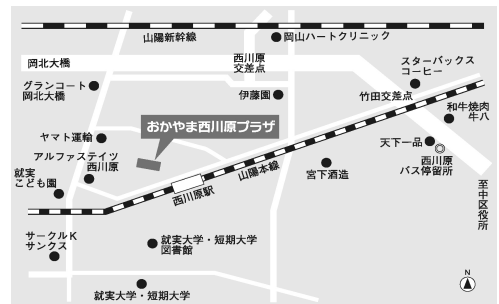 山陽新幹線
岡山ハートクリニック
岡北大橋
西川原
交差点
スターバックス
コーヒー
グランコート
岡北大橋
伊藤園
竹田交差点
和牛焼肉
牛八
おかやま西川原プラザ
ヤマト運輸
天下一品
アルファステイツ
西川原
西川原
バス停留所
就実
こども園
山陽本線
宮下酒造
西川原駅
至中区役所
サークルK
サンクス
就実大学・短期大学
図書館
就実大学・短期大学
N